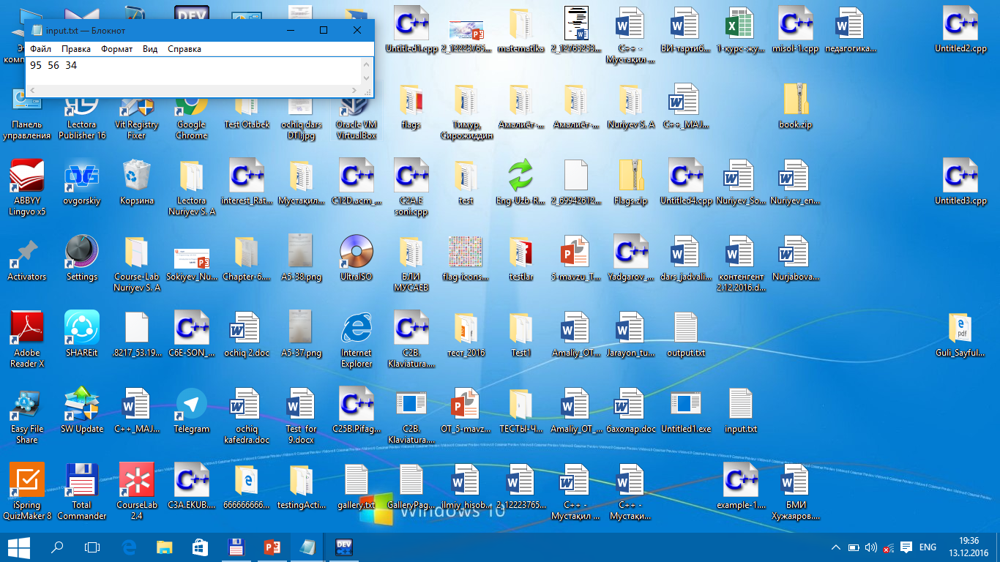 input.txt — Блокнот
Файл Правка Формат Вид Справка
95 56 34
Untitled1.cpp
2_12223765...
matematika
2_12765253...
C++ - Мустақил ...
БИ-тартиб...
1-курс-жу...
misol-1.cpp
педагогика...
Untitled2.cpp
Панель управления
Lectora Publisher 16
Vit Registry Fixer
Google Chrome
Test Otabek
ochiq dars DTI.jpg
Oracle VM VirtualBox
flags
Тимур, Сирожиддин
Амалиёт-...
Амалиёт-...
Nuriyev S. A
C++_MAJ...
book.zip
ABBYY Lingvo x5
ovgorskiy
Корзина
Lectora Nuriyev S. A
interest_Rat...
Мустақил...
C12D.acm_...
C2A.E soni.cpp
test
Eng-Uzb-R...
2_69942612...
Flags.zip
Untitled4.cpp
Nuriyev_So...
Nuriyev_en...
Untitled3.cpp
Activators
Settings
Course-Lab Nuriyev S. A
Sokiyev_Nu...
Chapter-6....
A5-38.png
UltraISO
БЛИ МУСАЕВ
flag-icons...
testlar
5-mavzu_T...
Yadgarov_...
dars_jadvali...
контенгент 2.12.2016.d...
Nurjabova...
Adobe Reader X
SHAREit
.8217_53.19...
C6E-SON_...
ochiq 2.doc
A5-37.png
Internet Explorer
C2B. Klaviatura....
тест_2016
Test1
Amaliy_OT...
Jarayon_tu...
output.txt
Guli_Sayful...
Easy File Share
SW Update
C++_MAJ...
Telegram
ochiq kafedra.doc
Test for 9.docx
C25B.Pifag...
C2B. Klaviatura....
OT_5-mavz...
ТЕСТЫ-Ч...
Amaliy_OT_...
бахолар.doc
Untitled1.exe
input.txt
iSpring QuizMaker 8
Total Commander
CourseLab 2.4
C3A.EKUB....
666666666...
testingActi...
gallery.txt
GalleryPag...
ilmiy_hisob...
2_12223765...
C++ - Мустақил ...
C++ - Мустақи...
example-1....
БМИ Хужаяров....
Windows 10
DEV C++
ENG
19:36
13.12.2016